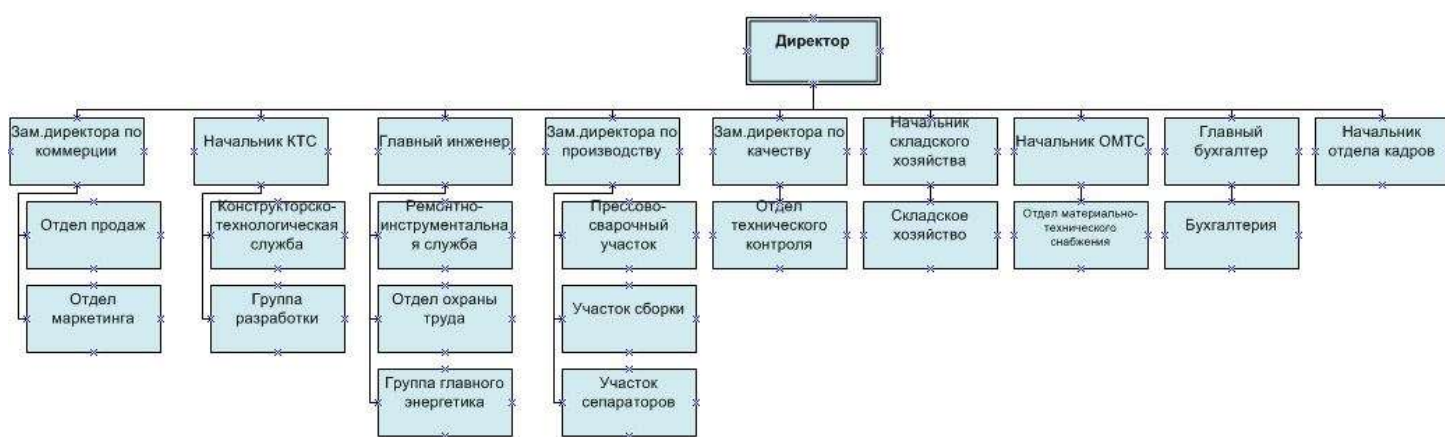 Директор
Зам.директора по
коммерции
Начальник КТС
Главный инженер
Зам.директора по
производству
Зам.директора по
качеству
Начальник
складского
хозяйства
Начальник ОМТС
Главный
бухгалтер
Начальник
отдела кадров
Отдел продаж
Конструкторско-
технологическая
служба
Ремонтно-
инструментальна
я служба
Прессово-
сварочный
участок
Отдел
технического
контроля
Складское
хозяйство
Отдел материально-
технического
снабжения
Бухгалтерия
Отдел
маркетинга
Группа
разработки
Отдел охраны
труда
Участок сборки
Группа главного
энергетика
Участок
сепараторов